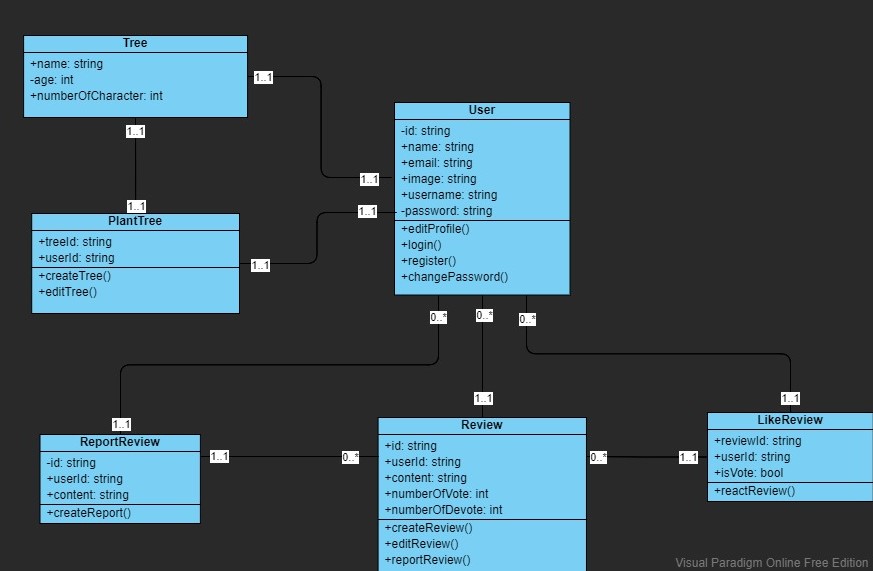 Tree
+name: string
-age: int
+numberOfCharacter: int
1..1
1..1
1..1
1..1
PlantTree
+treeId: string
+userId: string
+createTree()
+editTree()
1..1
1..1
User
-id: string
+name: string
+email: string
+image: string
+username: string
-password: string
+editProfile()
+login()
+register()
+changePassword()
0..*
0..*
0..*
1..1
1..1
1..1
ReportReview
-id: string
+userId: string
+content: string
+createReport()
1..1
0..*
Review
+id: string
+userId: string
+content: string
+numberOfVote: int
+numberOfDevote: int
+createReview()
+editReview()
+reportReview()
0..*
1..1
LikeReview
+reviewId: string
+userId: string
+isVote: bool
+reactReview()
Visual Paradigm Online Free Edition